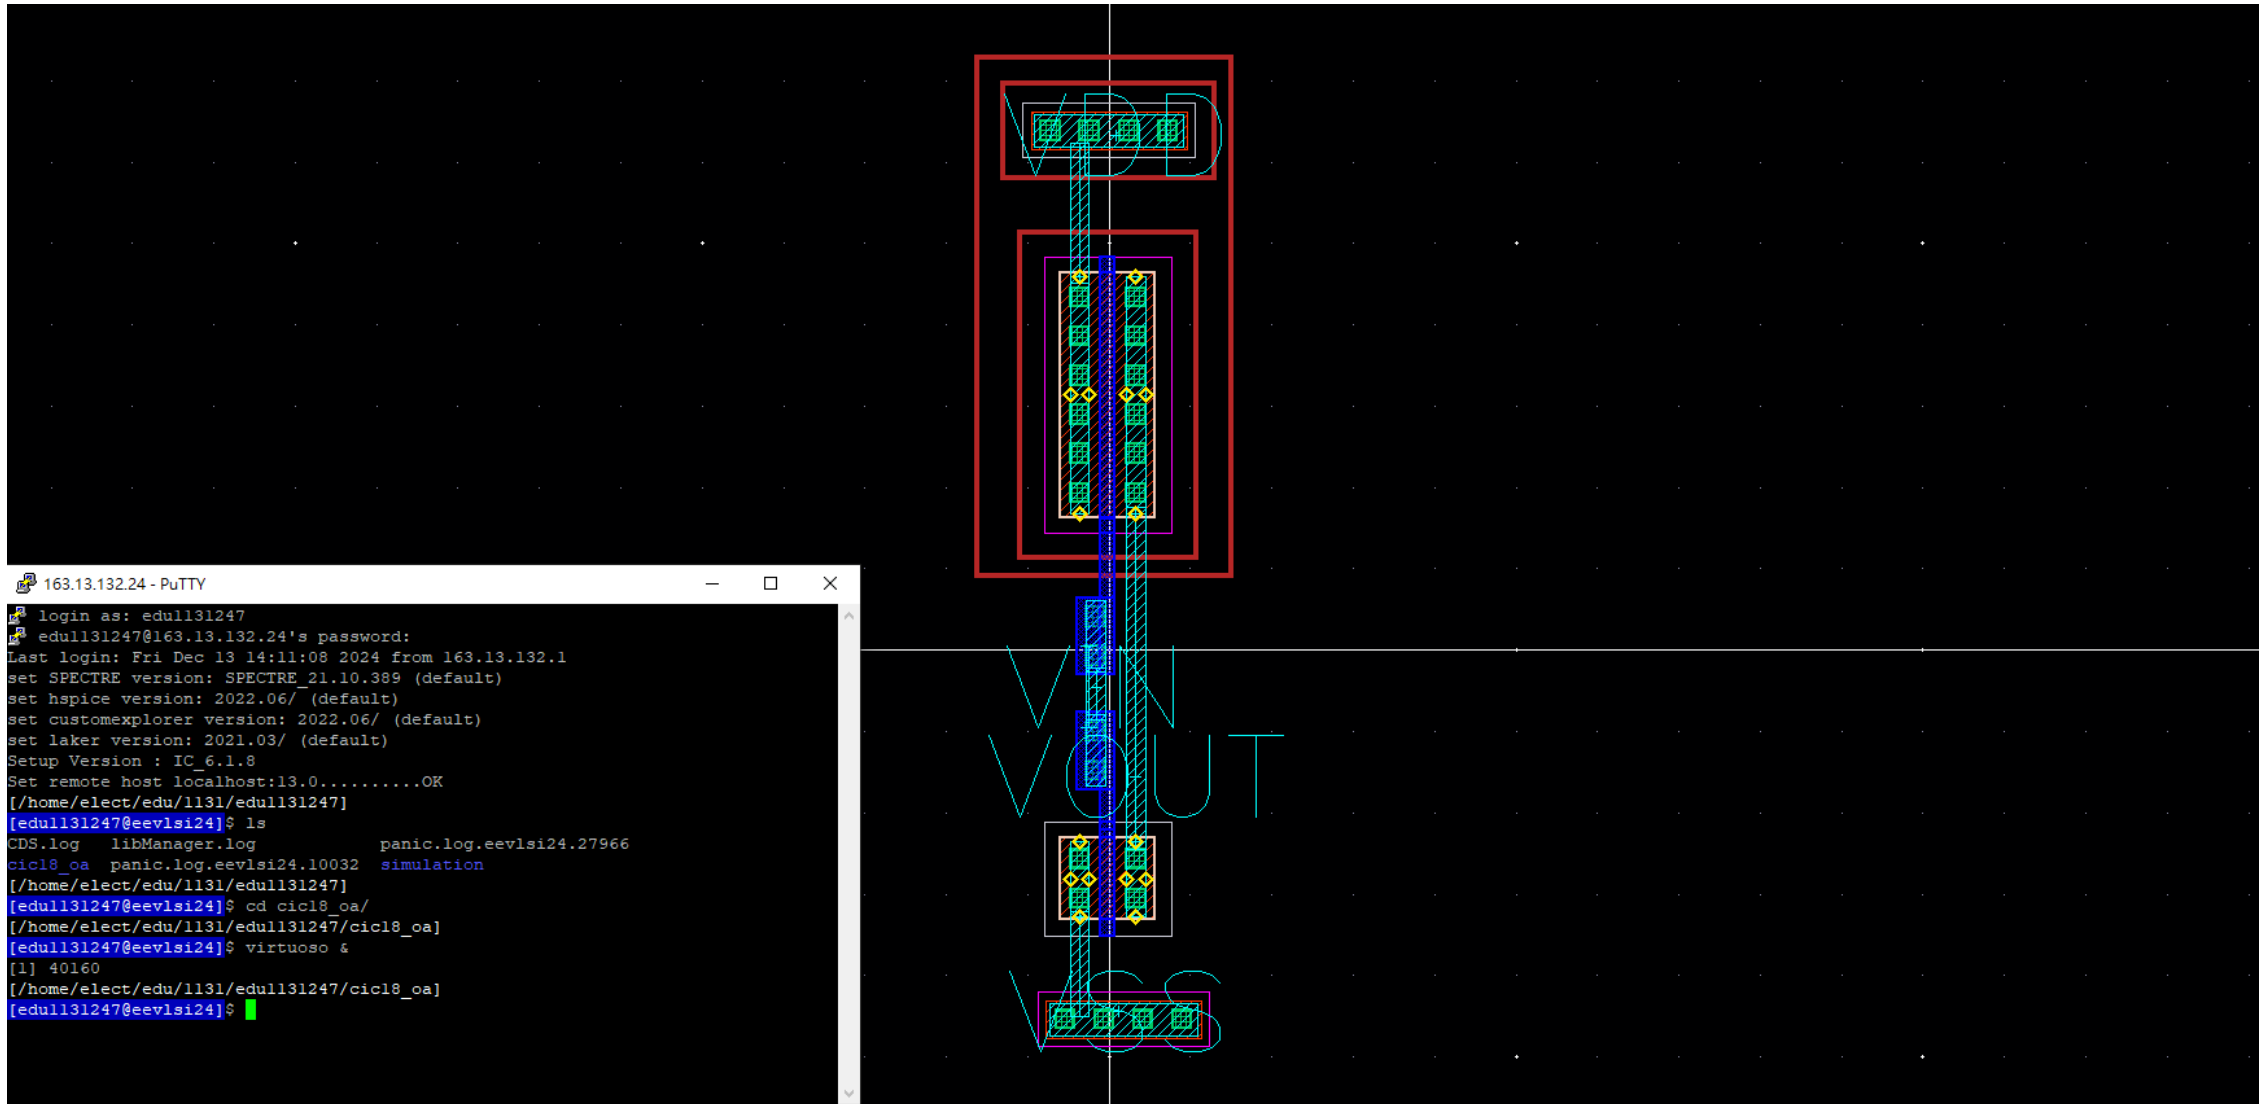 VDD
VIN
VOUT
VSS
163.13.132.24 - PuTTY
login as: edu1131247
edu1131247@163.13.132.24's password:
Last login: Fri Dec 13 14:11:08 2024 from 163.13.132.1
set SPECTRE version: SPECTRE_21.10.389 (default)
set hspice version: 2022.06/ (default)
set customexplorer version: 2022.06/ (default)
set laker version: 2021.03/ (default)
Setup Version : IC_6.1.8
Set remote host localhost:13.0..........OK
[/home/elect/edu/1131/edu1131247]
[edu1131247@eevlsi24]$ ls
CDS.log   libManager.log            panic.log.eevlsi24.27966
cic18_oa  panic.log.eevlsi24.10032  simulation
[/home/elect/edu/1131/edu1131247]
[edu1131247@eevlsi24]$ cd cic18_oa/
[/home/elect/edu/1131/edu1131247/cic18_oa]
[edu1131247@eevlsi24]$ virtuoso &
[1] 40160
[/home/elect/edu/1131/edu1131247/cic18_oa]
[edu1131247@eevlsi24]$